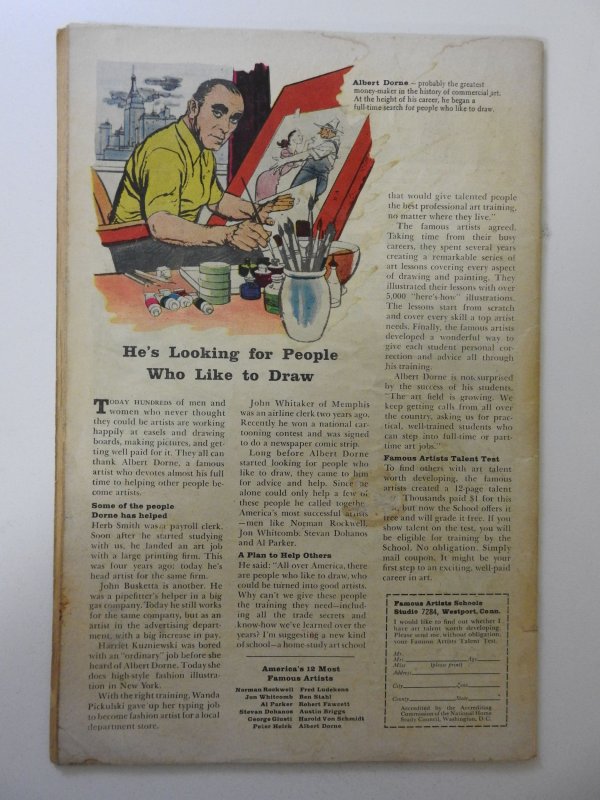 Albert Dorne – probably the greatest
money-maker in the history of commercial art.
At the height of his career, he began a
full-time search for people who like to draw.
He's Looking for People
Who Like to Draw
TODAY HUNDREDS of men and
women who never thought
they could be artists are working
happily at easels and drawing
boards, making pictures, and get-
ting well paid for it. They all can
thank Albert Dorne, a famous
artist who devotes almost his full
time to helping other people be-
come artists.
Some of the people
Dorne has helped
Herb Smith was a payroll clerk.
Soon after he started studying
with us, he landed an art job
with a large printing firm. This
was four years ago; today he's
head artist for the same firm.
John Busketta is another. He
was a pipefitter's helper in a big
gas company. Today he still works
for the same company, but as an
artist in the advertising depart-
ment, with a big increase in pay.
Harriet Kuzniewski was bored
with an "ordinary" job before she
heard of Albert Dorne. Today she
does high-style fashion illustra-
tion in New York.
With the right training, Wanda
Pickulski gave up her typing job
to become fashion artist for a local
department store.
John Whitaker of Memphis
was an airline clerk two years ago.
Recently he won a national car-
tooning contest and was signed
to do a newspaper comic strip.
Long before Albert Dorne
started looking for people who
like to draw, they came to him
for advice and help. Since he
alone could only help a few of
these people he called together
America's most successful artists
—men like Norman Rockwell,
Jon Whitcomb, Stevan Dohanos
and Al Parker.
A Plan to Help Others
He said: "All over America, there
are people who like to draw, who
could be turned into good artists.
Why can't we give these people
the training they need—includ-
ing all the trade secrets and
know-how we've learned over the
years? I'm suggesting a new kind
of school—a home-study art school
America's 12 Most
Famous Artists
Norman Rockwell
Jon Whitcomb
Al Parker
Stevan Dohanos
George Giusti
Peter Helck
Fred Ludekens
Ben Stahl
Robert Fawcett
Austin Briggs
Harold Von Schmidt
Albert Dorne
that would give talented people
the best professional art training,
no matter where they live."
The famous artists agreed.
Taking time from their busy
careers, they spent several years
creating a remarkable series of
art lessons covering every aspect
of drawing and painting. They
illustrated their lessons with over
5,000 "here's-how" illustrations.
The lessons start from scratch
and cover every skill a top artist
needs. Finally, the famous artists
developed a wonderful way to
give each student personal cor-
rection and advice all through
his training.
Albert Dorne is not surprised
by the success of his students.
"The art field is growing. We
keep getting calls from all over
the country, asking us for prac-
tical, well-trained students who
can step into full-time or part-
time art jobs."
Famous Artists Talent Test
To find others with art talent
worth developing, the famous
artists created a 12-page talent
Thousands paid $1 for this
but now the School offers it
free and will grade it free. If you
show talent on the test, you will
be eligible for training by the
School. No obligation. Simply
mail coupon. It might be your
first step to an exciting, well-paid
career in art.
Famous Artists Schools
Studio 7284, Westport, Conn.
I would like to find out whether I
have art talent worth developing.
Please send me, without obligation,
your Famous Artists Talent Test.
Mr.
Mrs. Age
Miss (please print)
Address
City Zone
County State
Accredited by the Accrediting
Commission of the National Home
Study Council, Washington, D.C.